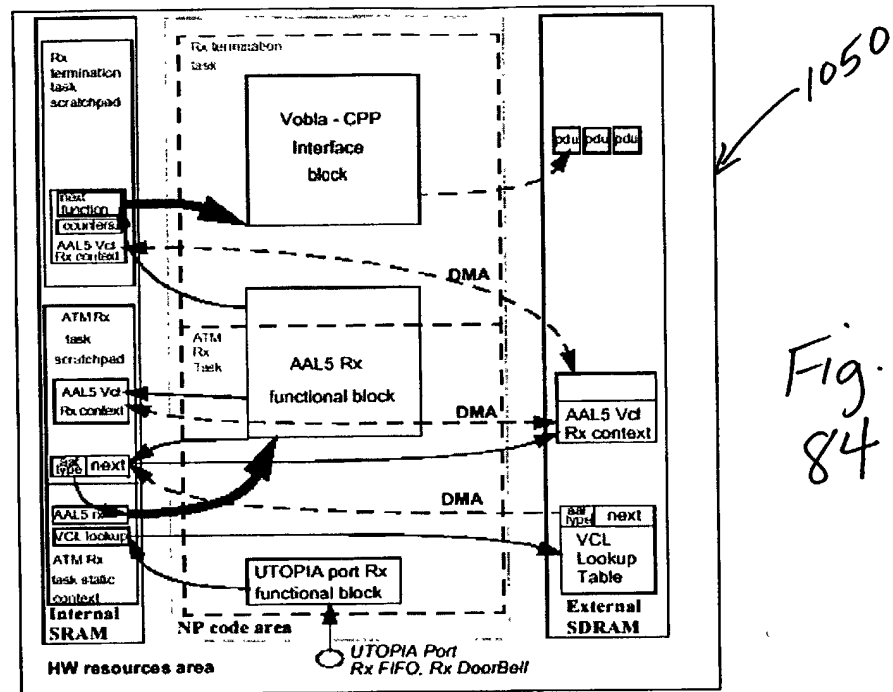 Rx
termination
task
scratchpad
next
function
counters
AAL5 Vcl
Rx context
ATM Rx
task
scratchpad
AAL5 Vcl
Rx context
aal
type
next
AAL5 rx
VCL lookup
ATM Rx
task static
context
Internal
SRAM
Rx termination
task
Vobla - CPP
Interface
block
ATM
Rx
Task
AAL5 Rx
functional block
UTOPIA port Rx
functional block
NP code area
DMA
DMA
DMA
pdu pdu pdu
AAL5 Vcl
Rx context
aal
type
next
VCL
Lookup
Table
External
SDRAM
UTOPIA Port
Rx FIFO, Rx DoorBell
HW resources area
1050
Fig.
84